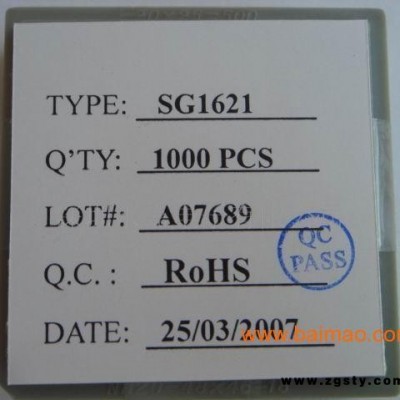 TYPE: SG1621
Q'TY: 1000 PCS
LOT#: A07689
QC
PASS
Q.C. : RoHS
DATE: 25/03/2007
www.baimao.com
www.zgsty.com